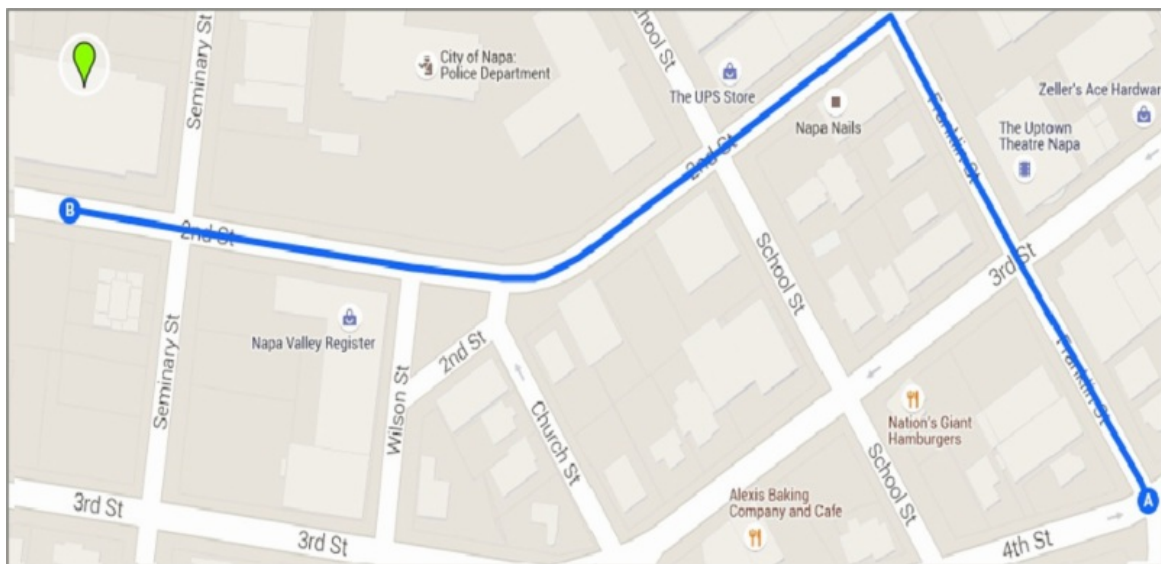 Seminary St
City of Napa:
Police Department
School St
The UPS Store
Napa Nails
Zeller's Ace Hardwar
The Uptown
Theatre Napa
Franklin St
2nd St
B
2nd St
School St
3rd St
Napa Valley Register
Seminary St
2nd St
Wilson St
Church St
Franklin St
Nation's Giant
Hamburgers
School St
A
Alexis Baking
Company and Cafe
3rd St
3rd St
4th St